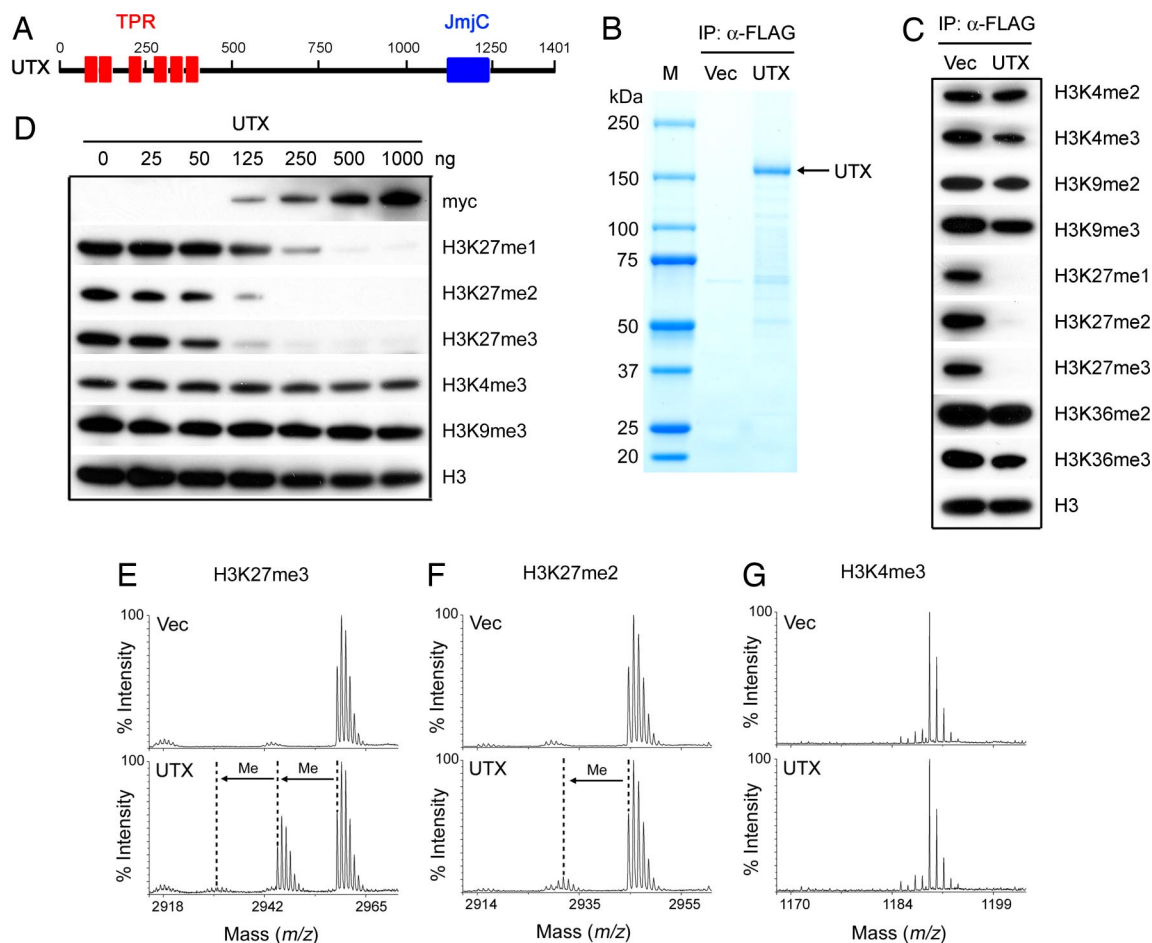 A
TPR
JmjC
0 250 500 750 1000 1250 1401
UTX
B
IP: α-FLAG
M Vec UTX
kDa
250
150
100
75
50
37
25
20
UTX
C
IP: α-FLAG
Vec UTX
H3K4me2
H3K4me3
H3K9me2
H3K9me3
H3K27me1
H3K27me2
H3K27me3
H3K36me2
H3K36me3
H3
D
UTX
0 25 50 125 250 500 1000 ng
myc
H3K27me1
H3K27me2
H3K27me3
H3K4me3
H3K9me3
H3
E
H3K27me3
100
Vec
% Intensity
100
UTX
Me Me
% Intensity
2918 2942 2965
Mass (m/z)
F
H3K27me2
100
Vec
% Intensity
100
UTX
Me
% Intensity
2914 2935 2955
Mass (m/z)
G
H3K4me3
100
Vec
% Intensity
100
UTX
% Intensity
1170 1184 1199
Mass (m/z)